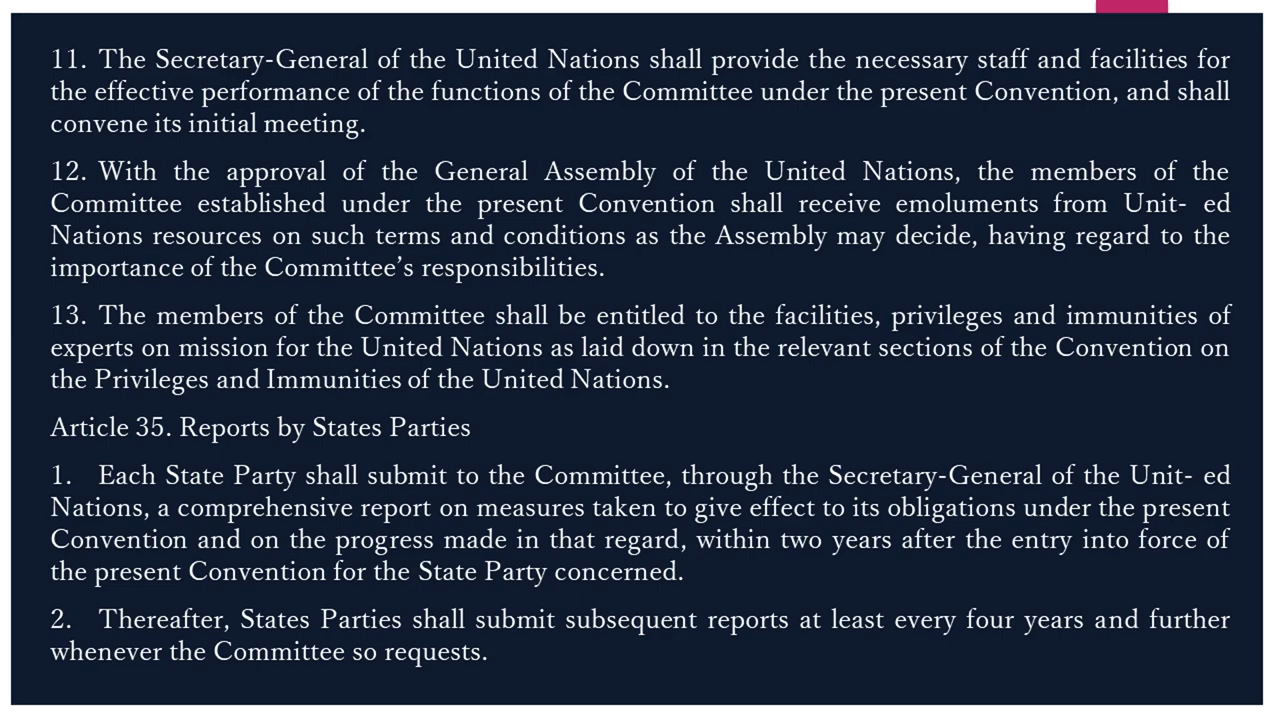 11. The Secretary-General of the United Nations shall provide the necessary staff and facilities for
the effective performance of the functions of the Committee under the present Convention, and shall
convene its initial meeting.
12. With the approval of the General Assembly of the United Nations, the members of the
Committee established under the present Convention shall receive emoluments from Unit- ed
Nations resources on such terms and conditions as the Assembly may decide, having regard to the
importance of the Committee’s responsibilities.
13. The members of the Committee shall be entitled to the facilities, privileges and immunities of
experts on mission for the United Nations as laid down in the relevant sections of the Convention on
the Privileges and Immunities of the United Nations.
Article 35. Reports by States Parties
1. Each State Party shall submit to the Committee, through the Secretary-General of the Unit- ed
Nations, a comprehensive report on measures taken to give effect to its obligations under the present
Convention and on the progress made in that regard, within two years after the entry into force of
the present Convention for the State Party concerned.
2. Thereafter, States Parties shall submit subsequent reports at least every four years and further
whenever the Committee so requests.